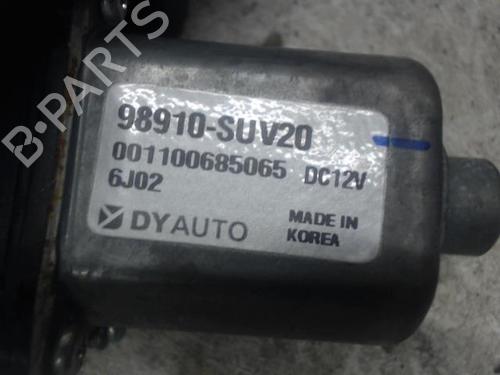 B-PARTS
98910-SUV20
001100685065 DC12V
6J02
DYAUTO
MADE IN
KOREA